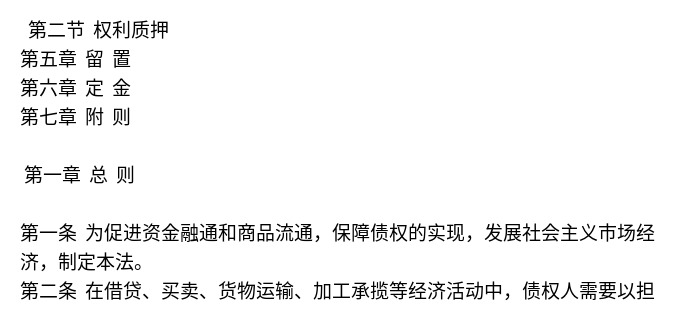 第二节 权利质押
第五章 留 置
第六章 定 金
第七章 附 则
第一章 总 则
第一条 为促进资金融通和商品流通，保障债权的实现，发展社会主义市场经
济，制定本法。
第二条 在借贷、买卖、货物运输、加工承揽等经济活动中，债权人需要以担